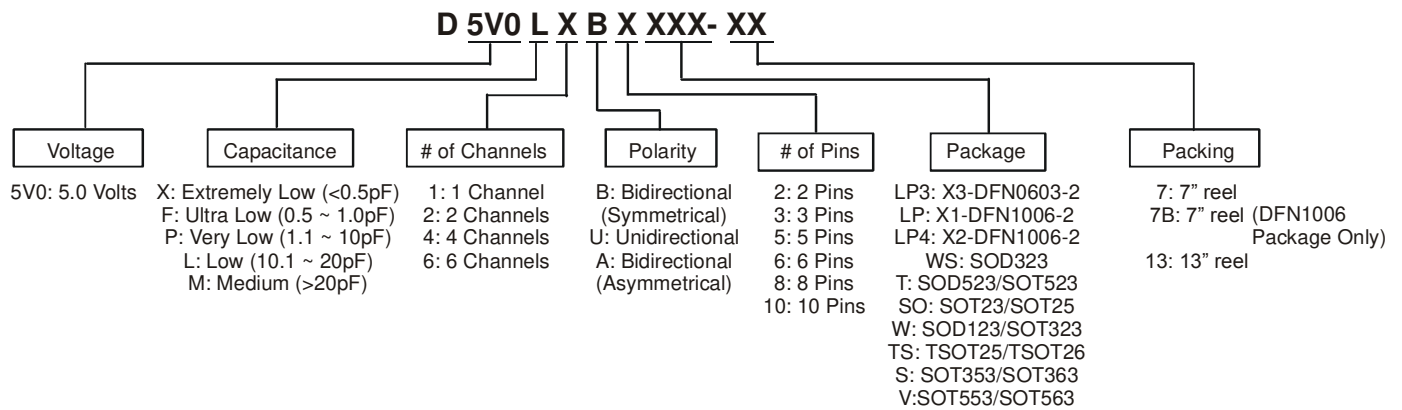 D 5V0 L X B X XXX- XX
Voltage
Capacitance
# of Channels
Polarity
# of Pins
Package
Packing
5V0: 5.0 Volts
X: Extremely Low (<0.5pF)
F: Ultra Low (0.5 ~ 1.0pF)
P: Very Low (1.1 ~ 10pF)
L: Low (10.1 ~ 20pF)
M: Medium (>20pF)
1: 1 Channel
2: 2 Channels
4: 4 Channels
6: 6 Channels
B: Bidirectional
(Symmetrical)
U: Unidirectional
A: Bidirectional
(Asymmetrical)
2: 2 Pins
3: 3 Pins
5: 5 Pins
6: 6 Pins
8: 8 Pins
10: 10 Pins
LP3: X3-DFN0603-2
LP: X1-DFN1006-2
LP4: X2-DFN1006-2
WS: SOD323
T: SOD523/SOT523
SO: SOT23/SOT25
W: SOD123/SOT323
TS: TSOT25/TSOT26
S: SOT353/SOT363
V:SOT553/SOT563
7: 7” reel
7B: 7” reel (DFN1006
Package Only)
13: 13” reel